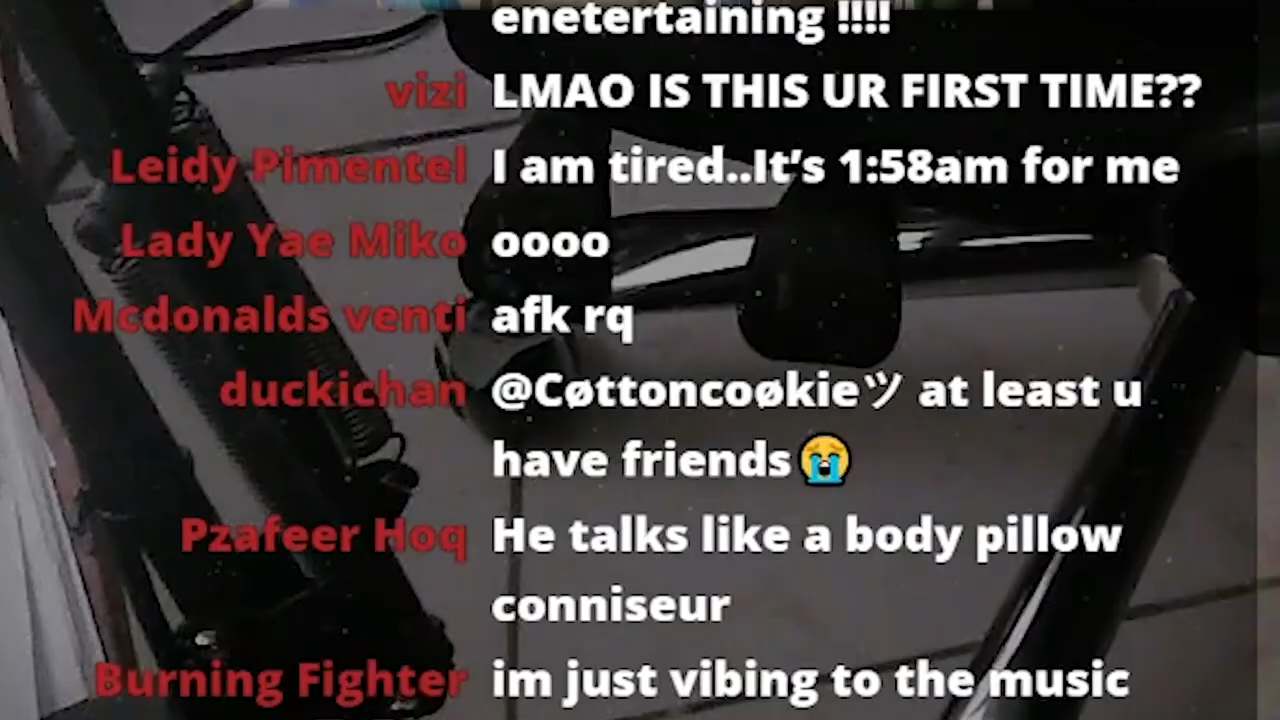 enetertaining !!!!
vizi LMAO IS THIS UR FIRST TIME??
Leidy Pimentel I am tired..It’s 1:58am for me
Lady Yae Miko oooo
Mcdonalds venti afk rq
duckichan @Cøttoncoøkieツ at least u
have friends😭
Pzafeer Hoq He talks like a body pillow
conniseur
Burning Fighter im just vibing to the music